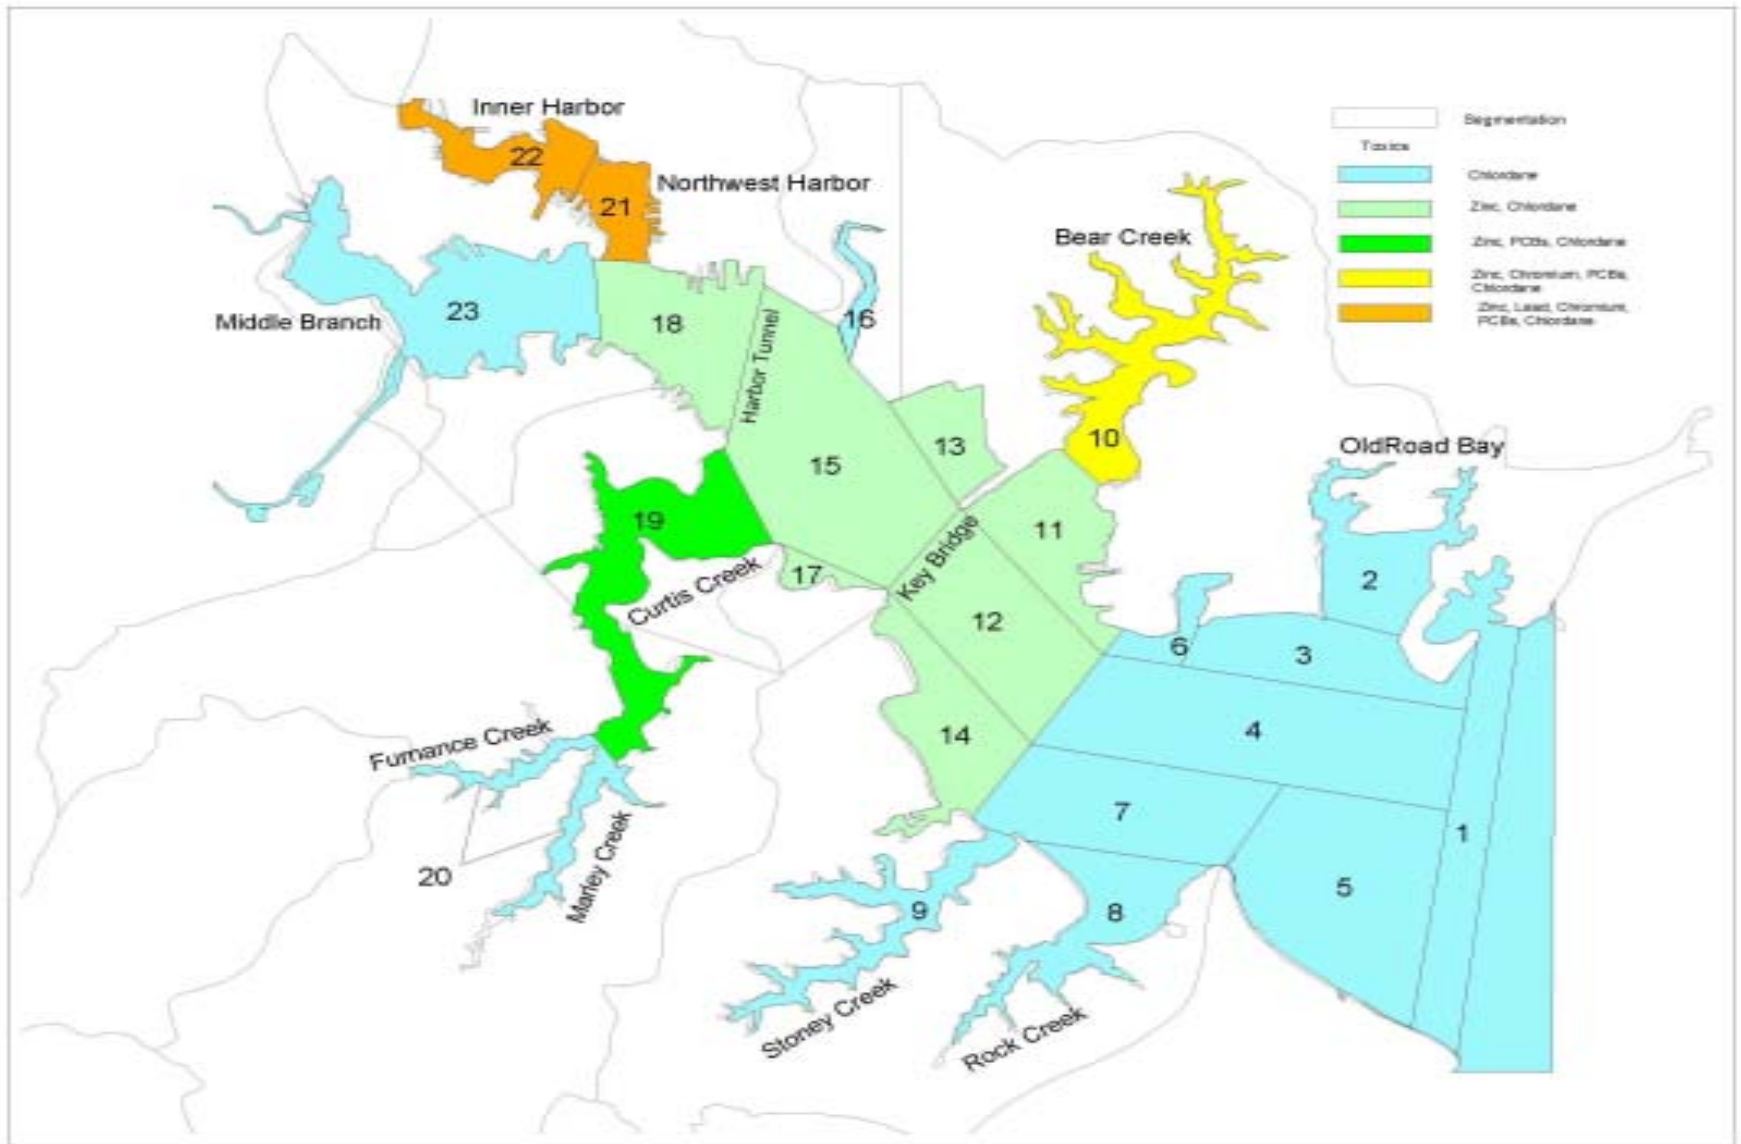 Inner Harbor
22
21
Northwest Harbor
Segmentation
Toxics
Chlordane
Zinc, Chlordane
Zinc, PCBs, Chlordane
Zinc, Chromium, PCBs,
Chlordane
Zinc, Lead, Chromium,
PCBs, Chlordane
Bear Creek
Middle Branch
23
18
Harbor Tunnel
16
13
10
OldRoad Bay
15
19
11
Key Bridge
17
Curtis Creek
12
2
6
3
4
14
Furnance Creek
7
1
20
Marley Creek
9
8
5
Stoney Creek
Rock Creek